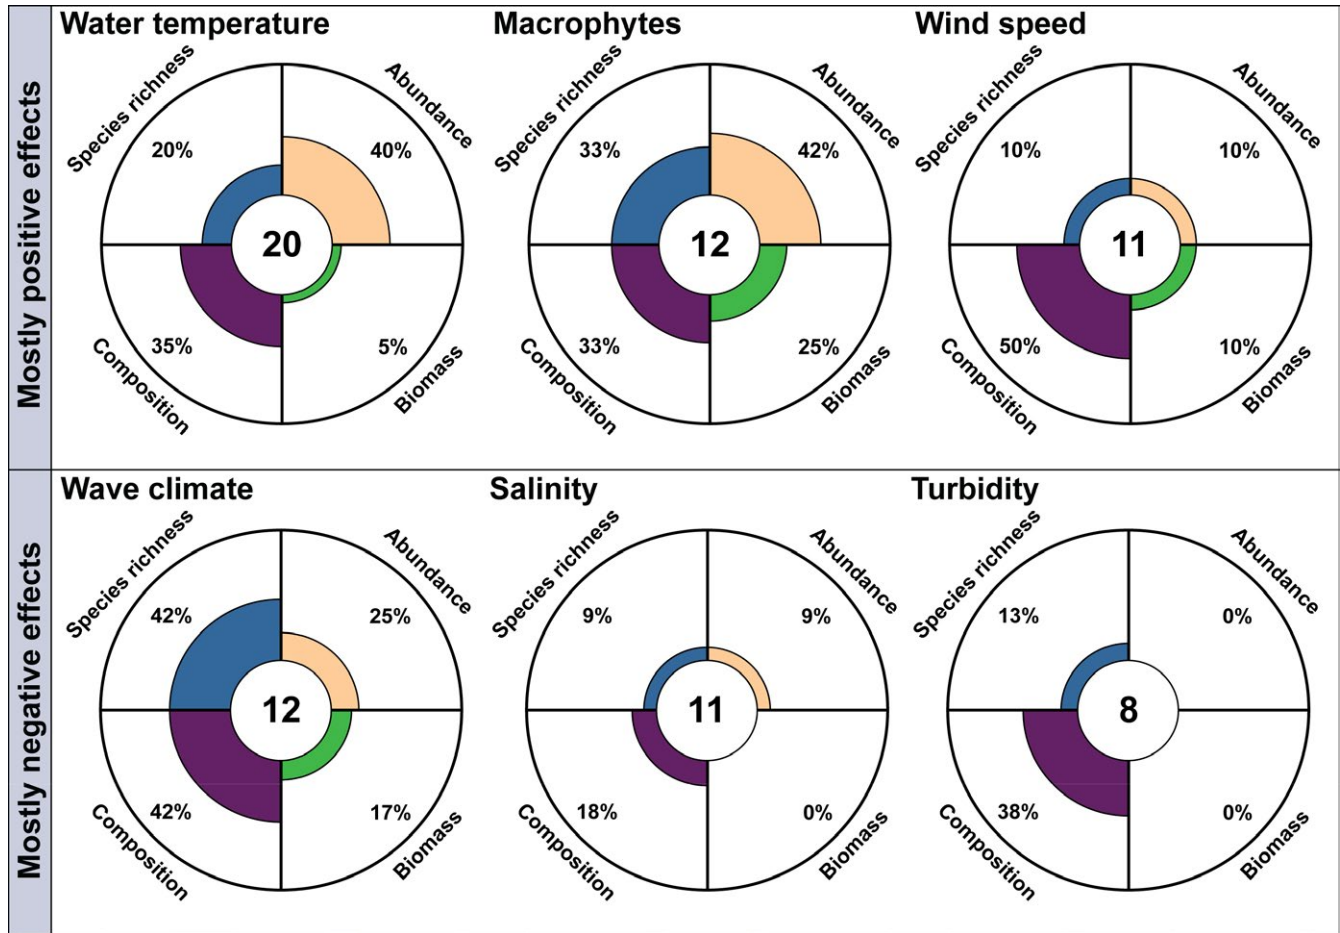 Mostly positive effects
Water temperature
Species richness
Abundance
20%
40%
20
35%
5%
Composition
Biomass
Macrophytes
Species richness
Abundance
33%
42%
12
33%
25%
Composition
Biomass
Wind speed
Species richness
Abundance
10%
10%
11
50%
10%
Composition
Biomass
Mostly negative effects
Wave climate
Species richness
Abundance
42%
25%
12
42%
17%
Composition
Biomass
Salinity
Species richness
Abundance
9%
9%
11
18%
0%
Composition
Biomass
Turbidity
Species richness
Abundance
13%
0%
8
38%
0%
Composition
Biomass